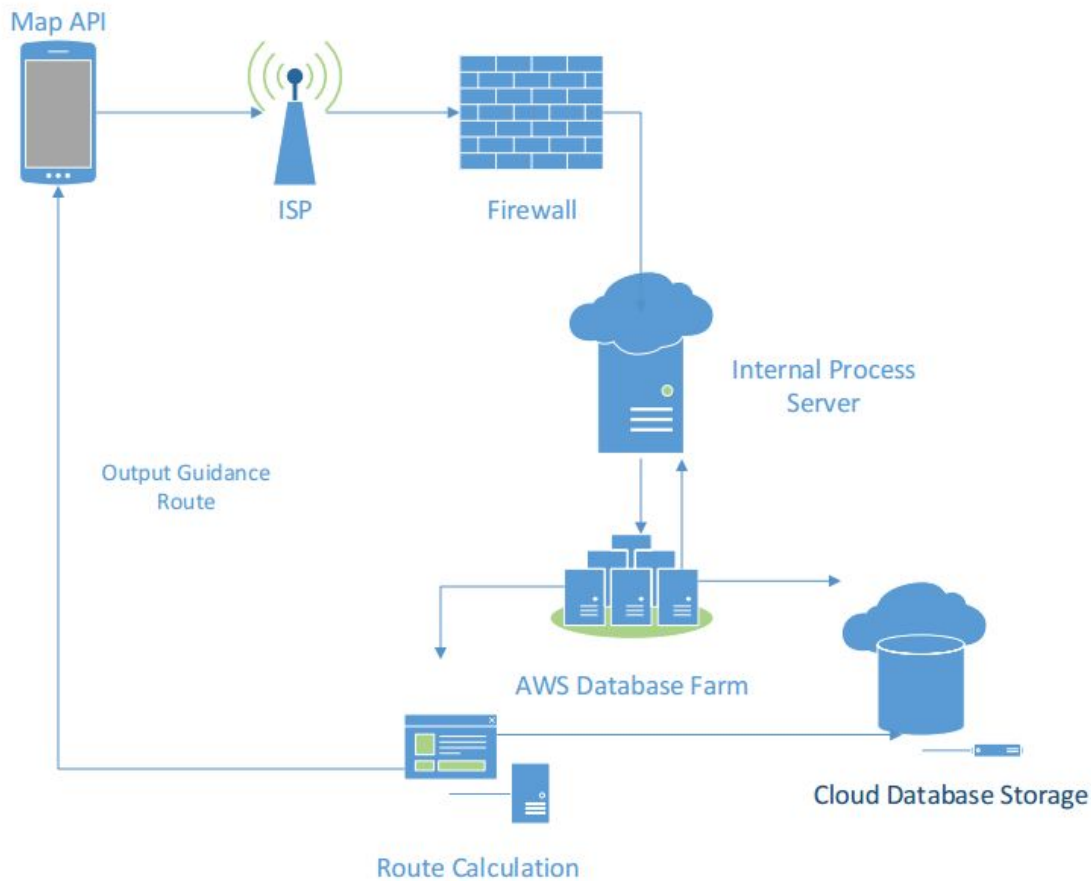 Map API
ISP
Firewall
Internal Process
Server
Output Guidance
Route
AWS Database Farm
Cloud Database Storage
Route Calculation